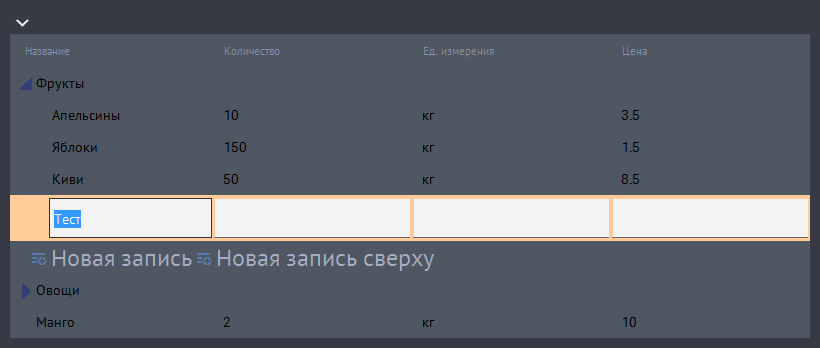 Название Количество Ед. измерения Цена
Фрукты
Апельсины 10 кг 3.5
Яблоки 150 кг 1.5
Киви 50 кг 8.5
Тест
Новая запись Новая запись сверху
Овощи
Манго 2 кг 10